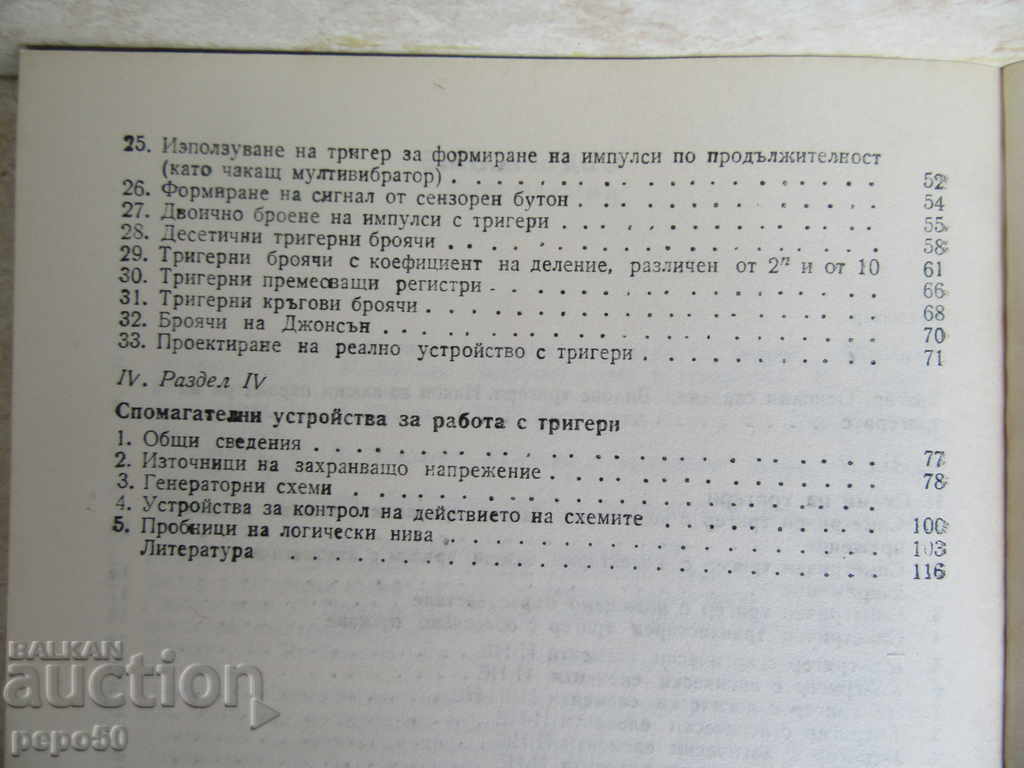 25. Използуване на тригер за формиране на импулси по продължителност
(като чакащ мултивибратор) . . . . . . . . . . . . . . . . 52
26. Формиране на сигнал от сензорен бутон . . . . . . . . . . . . 54
27. Двоично броене на импулси с тригери . . . . . . . . . . . . 55
28. Десетични тригерни броячи . . . . . . . . . . . . . . . . 58
29. Тригерни броячи с коефициент на деление, различен от 2ⁿ и от 10 61
30. Тригерни премесващи регистри . . . . . . . . . . . . . . . 66
31. Тригерни кръгови броячи . . . . . . . . . . . . . . . . . 68
32. Броячи на Джонсън . . . . . . . . . . . . . . . . . . . 70
33. Проектиране на реално устройство с тригери . . . . . . . . . 71
IV. Раздел IV
Спомагателни устройства за работа с тригери
1. Общи сведения . . . . . . . . . . . . . . . . . . . . . 77
2. Източници на захранващо напрежение . . . . . . . . . . . . 78
3. Генераторни схеми . . . . . . . . . . . . . . . . . . .
4. Устройства за контрол на действието на схемите . . . . . . . . 100
5. Пробници на логически нива . . . . . . . . . . . . . . . 103
Литература . . . . . . . . . . . . . . . . . . . . . . 116
BALKAN
auction
pepo50